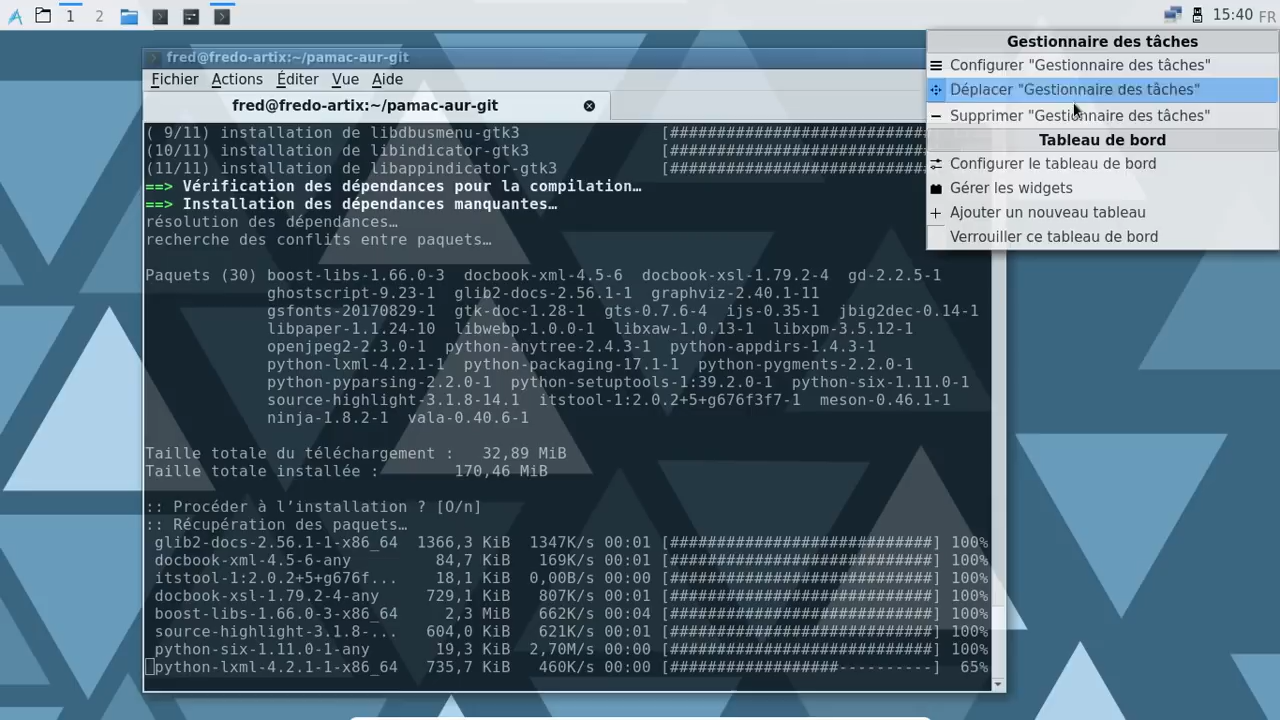 1 2 15:40 FR
fred@fredo-artix:~/pamac-aur-git
Fichier Actions Éditer Vue Aide
fred@fredo-artix:~/pamac-aur-git
( 9/11) installation de libdbusmenu-gtk3 [############################
(10/11) installation de libindicator-gtk3 [############################
(11/11) installation de libappindicator-gtk3 [############################
==> Vérification des dépendances pour la compilation…
==> Installation des dépendances manquantes…
résolution des dépendances…
recherche des conflits entre paquets…
Paquets (30) boost-libs-1.66.0-3 docbook-xml-4.5-6 docbook-xsl-1.79.2-4 gd-2.2.5-1
ghostscript-9.23-1 glib2-docs-2.56.1-1 graphviz-2.40.1-11
gsfonts-20170829-1 gtk-doc-1.28-1 gts-0.7.6-4 ijs-0.35-1 jbig2dec-0.14-1
libpaper-1.1.24-10 libwebp-1.0.0-1 libxaw-1.0.13-1 libxpm-3.5.12-1
openjpeg2-2.3.0-1 python-anytree-2.4.3-1 python-appdirs-1.4.3-1
python-lxml-4.2.1-1 python-packaging-17.1-1 python-pygments-2.2.0-1
python-pyparsing-2.2.0-1 python-setuptools-1:39.2.0-1 python-six-1.11.0-1
source-highlight-3.1.8-14.1 itstool-1:2.0.2+5+g676f3f7-1 meson-0.46.1-1
ninja-1.8.2-1 vala-0.40.6-1
Taille totale du téléchargement : 32,89 MiB
Taille totale installée : 170,46 MiB
:: Procéder à l’installation ? [O/n]
:: Récupération des paquets…
glib2-docs-2.56.1-1-x86_64 1366,3 KiB 1347K/s 00:01 [############################] 100%
docbook-xml-4.5-6-any 84,7 KiB 169K/s 00:01 [############################] 100%
itstool-1:2.0.2+5+g676f... 18,1 KiB 0,00B/s 00:00 [############################] 100%
docbook-xsl-1.79.2-4-any 729,1 KiB 807K/s 00:01 [############################] 100%
boost-libs-1.66.0-3-x86_64 2,3 MiB 662K/s 00:04 [############################] 100%
source-highlight-3.1.8-... 604,0 KiB 621K/s 00:01 [############################] 100%
python-six-1.11.0-1-any 19,3 KiB 2,70M/s 00:00 [############################] 100%
python-lxml-4.2.1-1-x86_64 735,7 KiB 460K/s 00:00 [##################----------] 65%
Gestionnaire des tâches
Configurer "Gestionnaire des tâches"
Déplacer "Gestionnaire des tâches"
Supprimer "Gestionnaire des tâches"
Tableau de bord
Configurer le tableau de bord
Gérer les widgets
Ajouter un nouveau tableau
Verrouiller ce tableau de bord